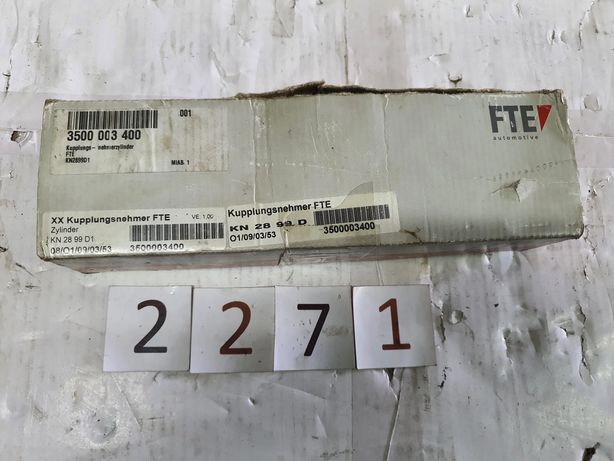 001
3500 003 400
Kupplungs- nehmerzylinder
FTE
KN2899D1
MIAB. 1
FTE
automotive
XX Kupplungsnehmer FTE
VE: 1,00
Zylinder
KN 28 99 D1
08/O1/09/03/53
3500003400
Kupplungsnehmer FTE
KN 28 99 D
O1/09/03/53
3500003400
2 2 7 1